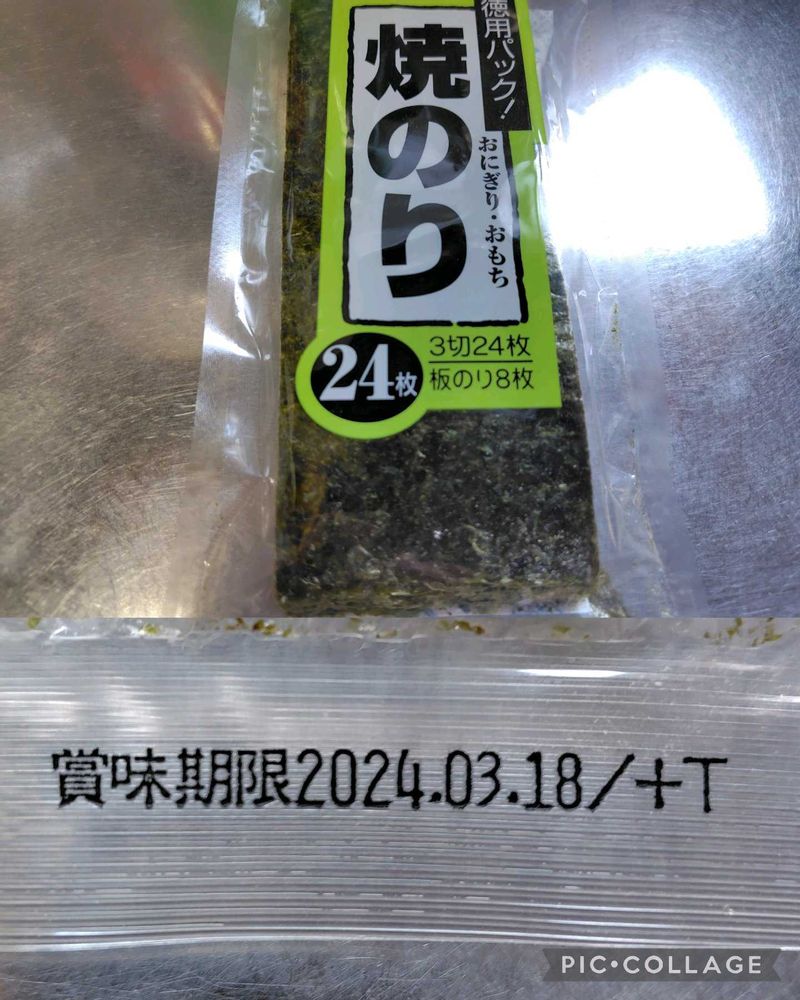 徳用パック!
焼のり
おにぎり・おもち
24枚
3切24枚
板のり8枚
賞味期限2024.03.18/+T
PIC•COLLAGE